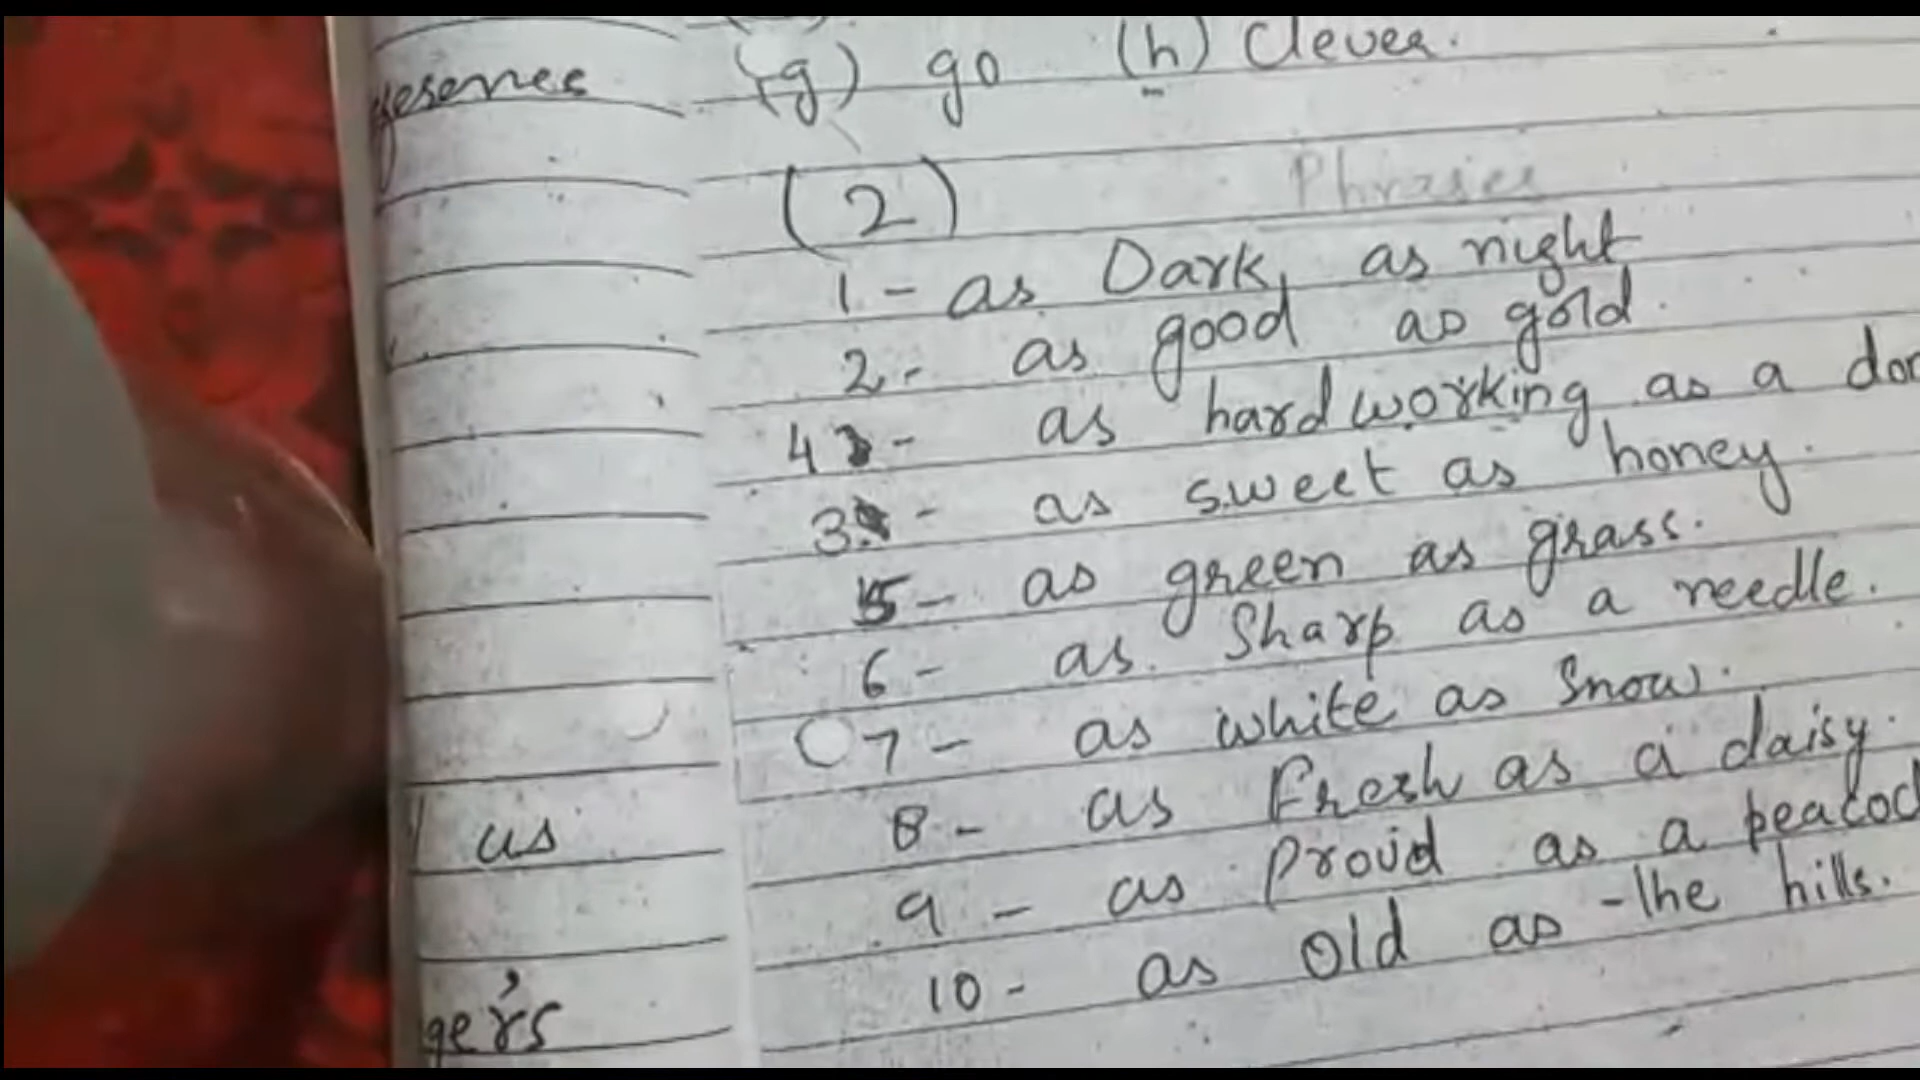 (g) go (h) Clever.
(2)
Phrases
1 - as Dark as night
2 - as good as gold.
4 - as hardworking as a
3 - as sweet as honey.
5 - as green as grass.
6 - as Sharp as a needle.
7 - as white as Snow.
8 - as Fresh as a daisy.
9 - as Proud as a peacoc
10 - as Old as the hills.
us